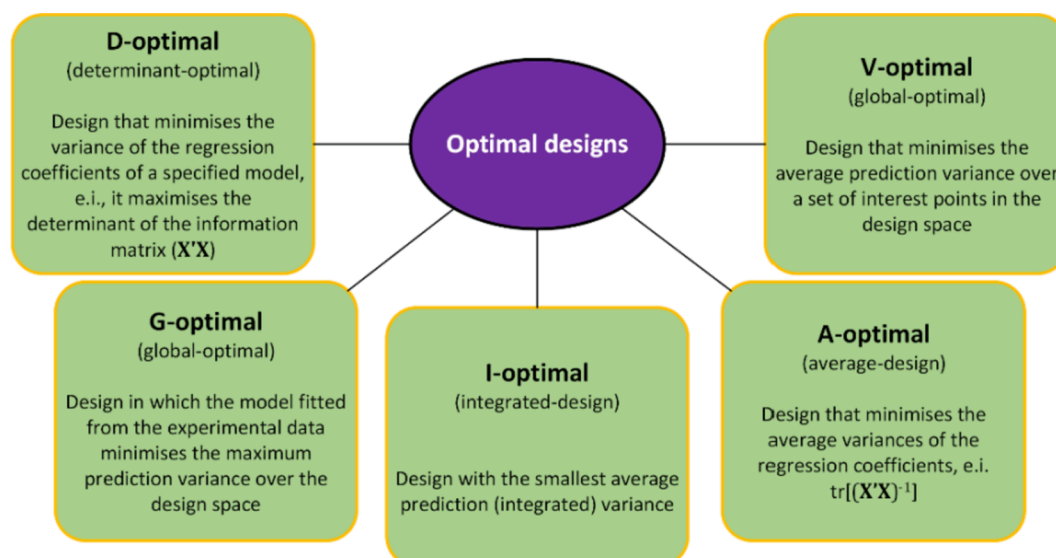 D-optimal
(determinant-optimal)
Design that minimises the
variance of the regression
coefficients of a specified model,
e.i., it maximises the
determinant of the information
matrix (X'X)
Optimal designs
V-optimal
(global-optimal)
Design that minimises the
average prediction variance over
a set of interest points in the
design space
G-optimal
(global-optimal)
Design in which the model fitted
from the experimental data
minimises the maximum
prediction variance over the
design space
I-optimal
(integrated-design)
Design with the smallest average
prediction (integrated) variance
A-optimal
(average-design)
Design that minimises the
average variances of the
regression coefficients, e.i.
tr[(X'X)⁻¹]